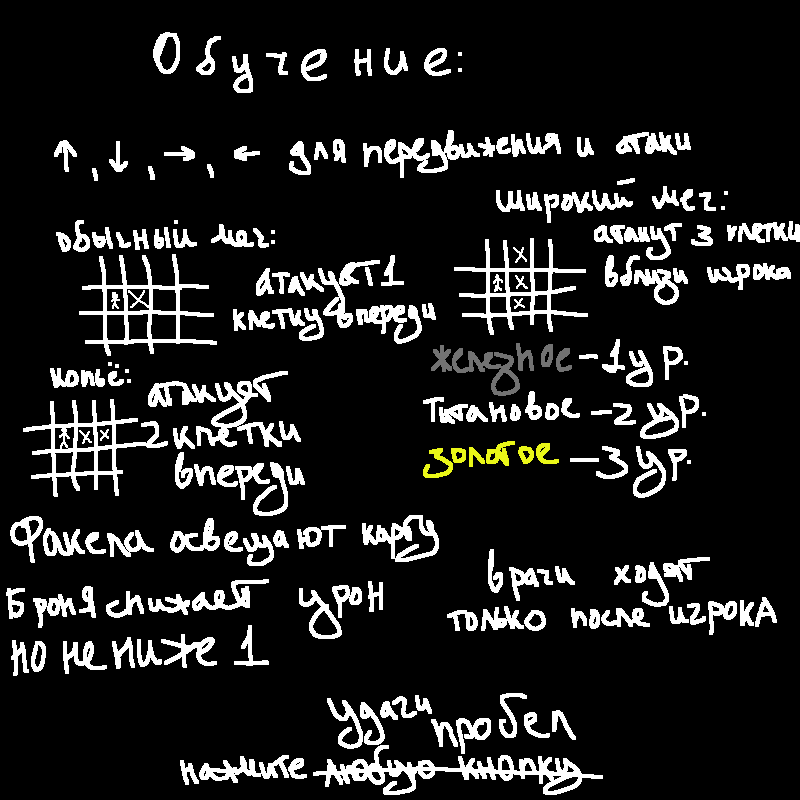 Обучение:
↑, ↓, →, ← для передвижения и атаки
обычный меч:
атакует 1
клетку впереди
широкий меч:
атакут 3 клетки
вблизи игрока
копьё:
атакует
2 клетки
впереди
железное - 1 ур.
титановое - 2 ур.
золотое - 3 ур.
Факела освещают карту
Броня снижает урон
но не ниже 1
враги ходят
только после игрока
удачи
пробел
нажмите любую кнопку